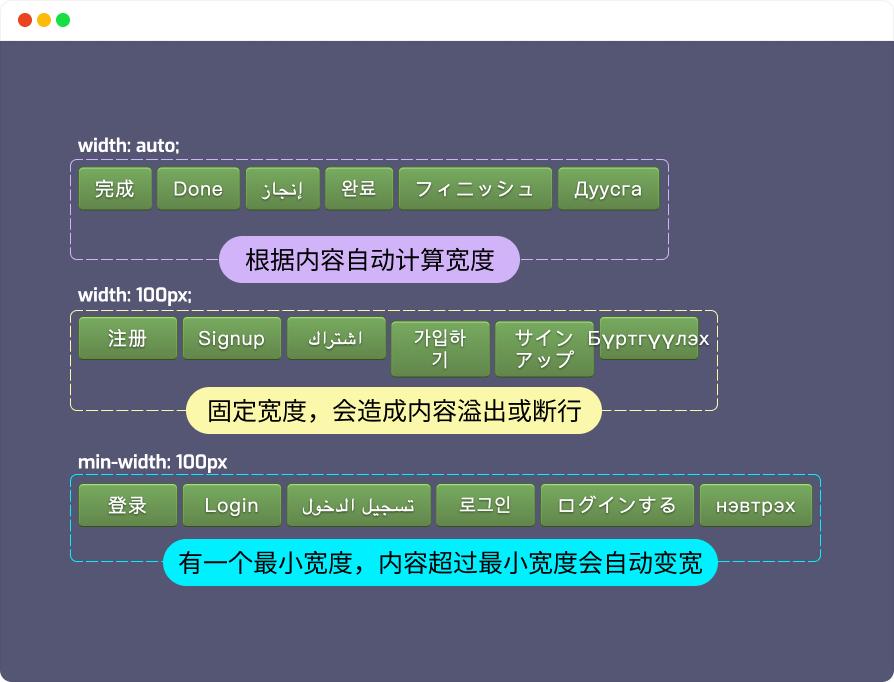 width: auto;
完成 Done إنجاز 완료 フィニッシュ Дуусга
根据内容自动计算宽度
width: 100px;
注册 Signup اشتراك 가입하 サイン Бүртгүүлэх
기 アップ
固定宽度，会造成内容溢出或断行
min-width: 100px
登录 Login تسجيل الدخول 로그인 ログインする нэвтрэх
有一个最小宽度，内容超过最小宽度会自动变宽